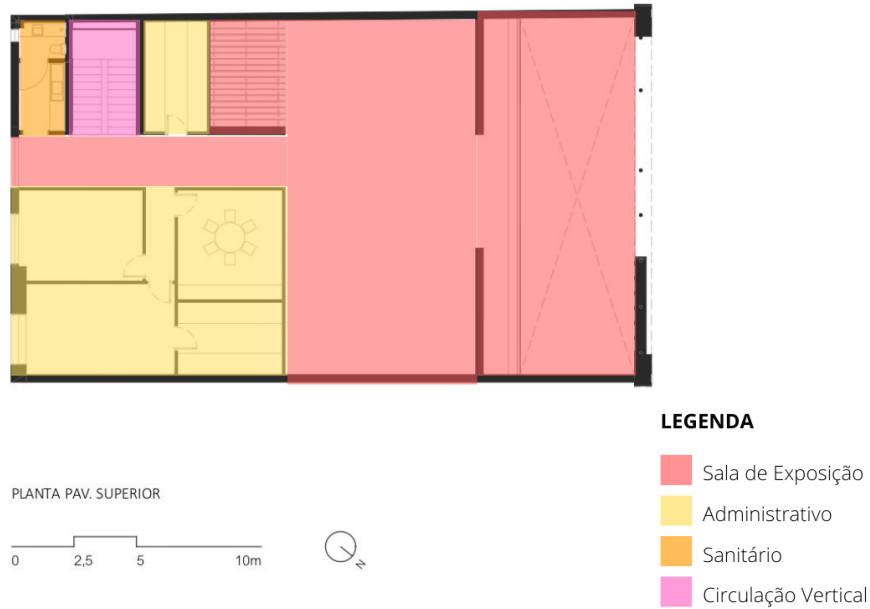 LEGENDA
Sala de Exposição
PLANTA PAV. SUPERIOR
Administrativo
Sanitário
0 2,5 5 10m
N
Circulação Vertical